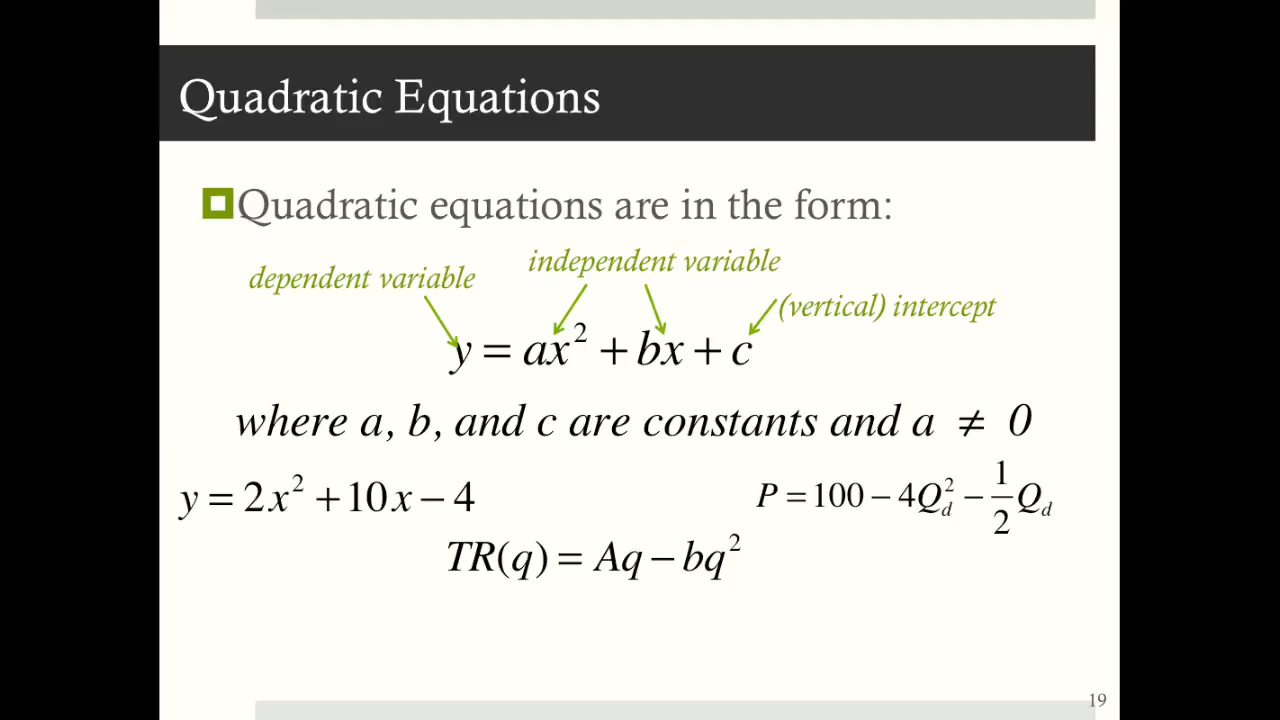 Quadratic Equations
Quadratic equations are in the form:
dependent variable
independent variable
(vertical) intercept
y = ax² + bx + c
where a, b, and c are constants and a ≠ 0
y = 2x² + 10x − 4
P = 100 − 4Q_d² − 1/2 Q_d
TR(q) = Aq − bq²
19